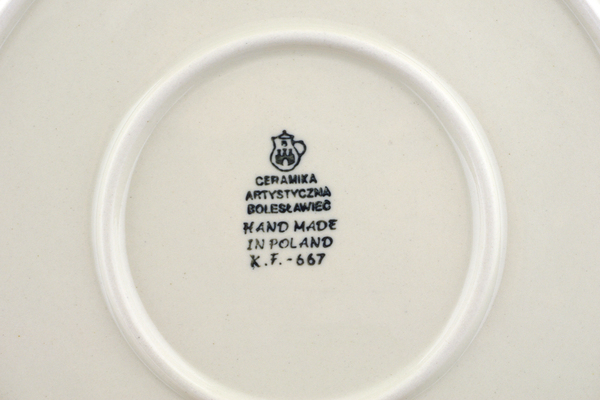 CERAMIKA
ARTYSTYCZNA
BOLESŁAWIEC
HAND MADE
IN POLAND
K.F.-667